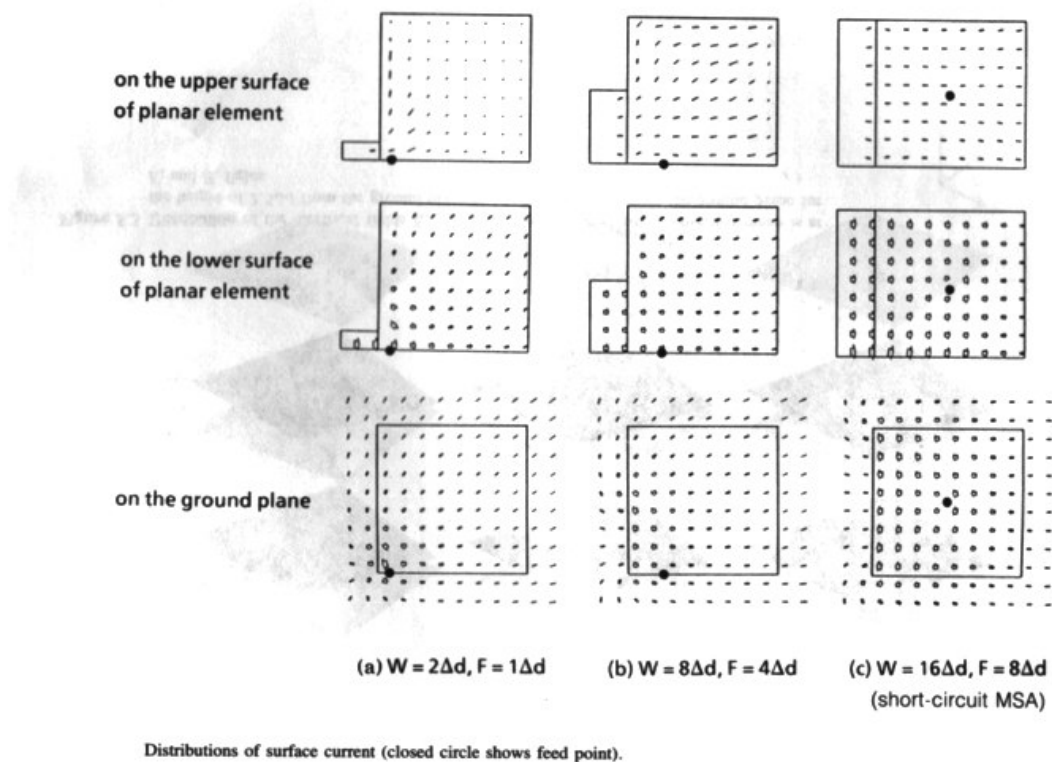 on the upper surface
of planar element
on the lower surface
of planar element
on the ground plane
(a) W = 2Δd, F = 1Δd
(b) W = 8Δd, F = 4Δd
(c) W = 16Δd, F = 8Δd
(short-circuit MSA)
Distributions of surface current (closed circle shows feed point).